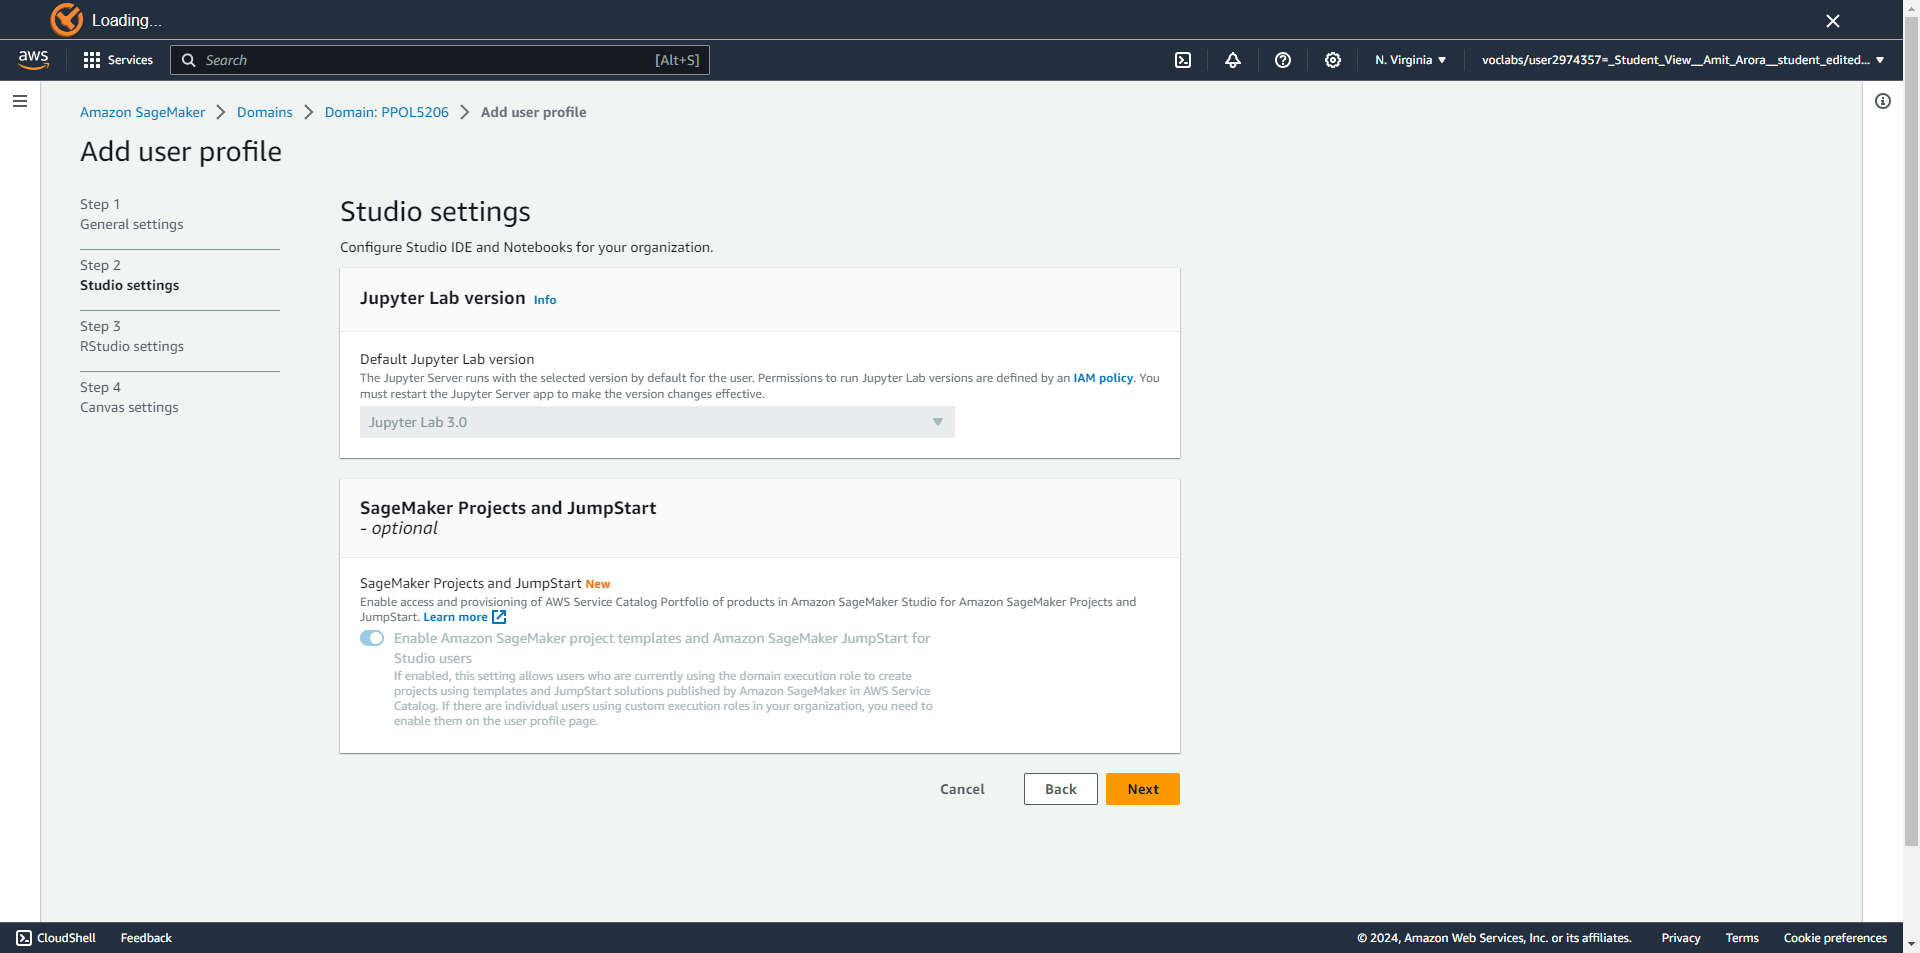 Loading...
aws
Services
Search
[Alt+S]
N. Virginia
voclabs/user2974357=_Student_View__Amit_Arora__student_edited...
Amazon SageMaker
Domains
Domain: PPOL5206
Add user profile
Add user profile
Step 1
General settings
Step 2
Studio settings
Step 3
RStudio settings
Step 4
Canvas settings
Studio settings
Configure Studio IDE and Notebooks for your organization.
Jupyter Lab version Info
Default Jupyter Lab version
The Jupyter Server runs with the selected version by default for the user. Permissions to run Jupyter Lab versions are defined by an IAM policy. You
must restart the Jupyter Server app to make the version changes effective.
Jupyter Lab 3.0
SageMaker Projects and JumpStart
- optional
SageMaker Projects and JumpStart New
Enable access and provisioning of AWS Service Catalog Portfolio of products in Amazon SageMaker Studio for Amazon SageMaker Projects and
JumpStart. Learn more
Enable Amazon SageMaker project templates and Amazon SageMaker JumpStart for
Studio users
If enabled, this setting allows users who are currently using the domain execution role to create
projects using templates and JumpStart solutions published by Amazon SageMaker in AWS Service
Catalog. If there are individual users using custom execution roles in your organization, you need to
enable them on the user profile page.
Cancel
Back
Next
CloudShell
Feedback
© 2024, Amazon Web Services, Inc. or its affiliates.
Privacy
Terms
Cookie preferences